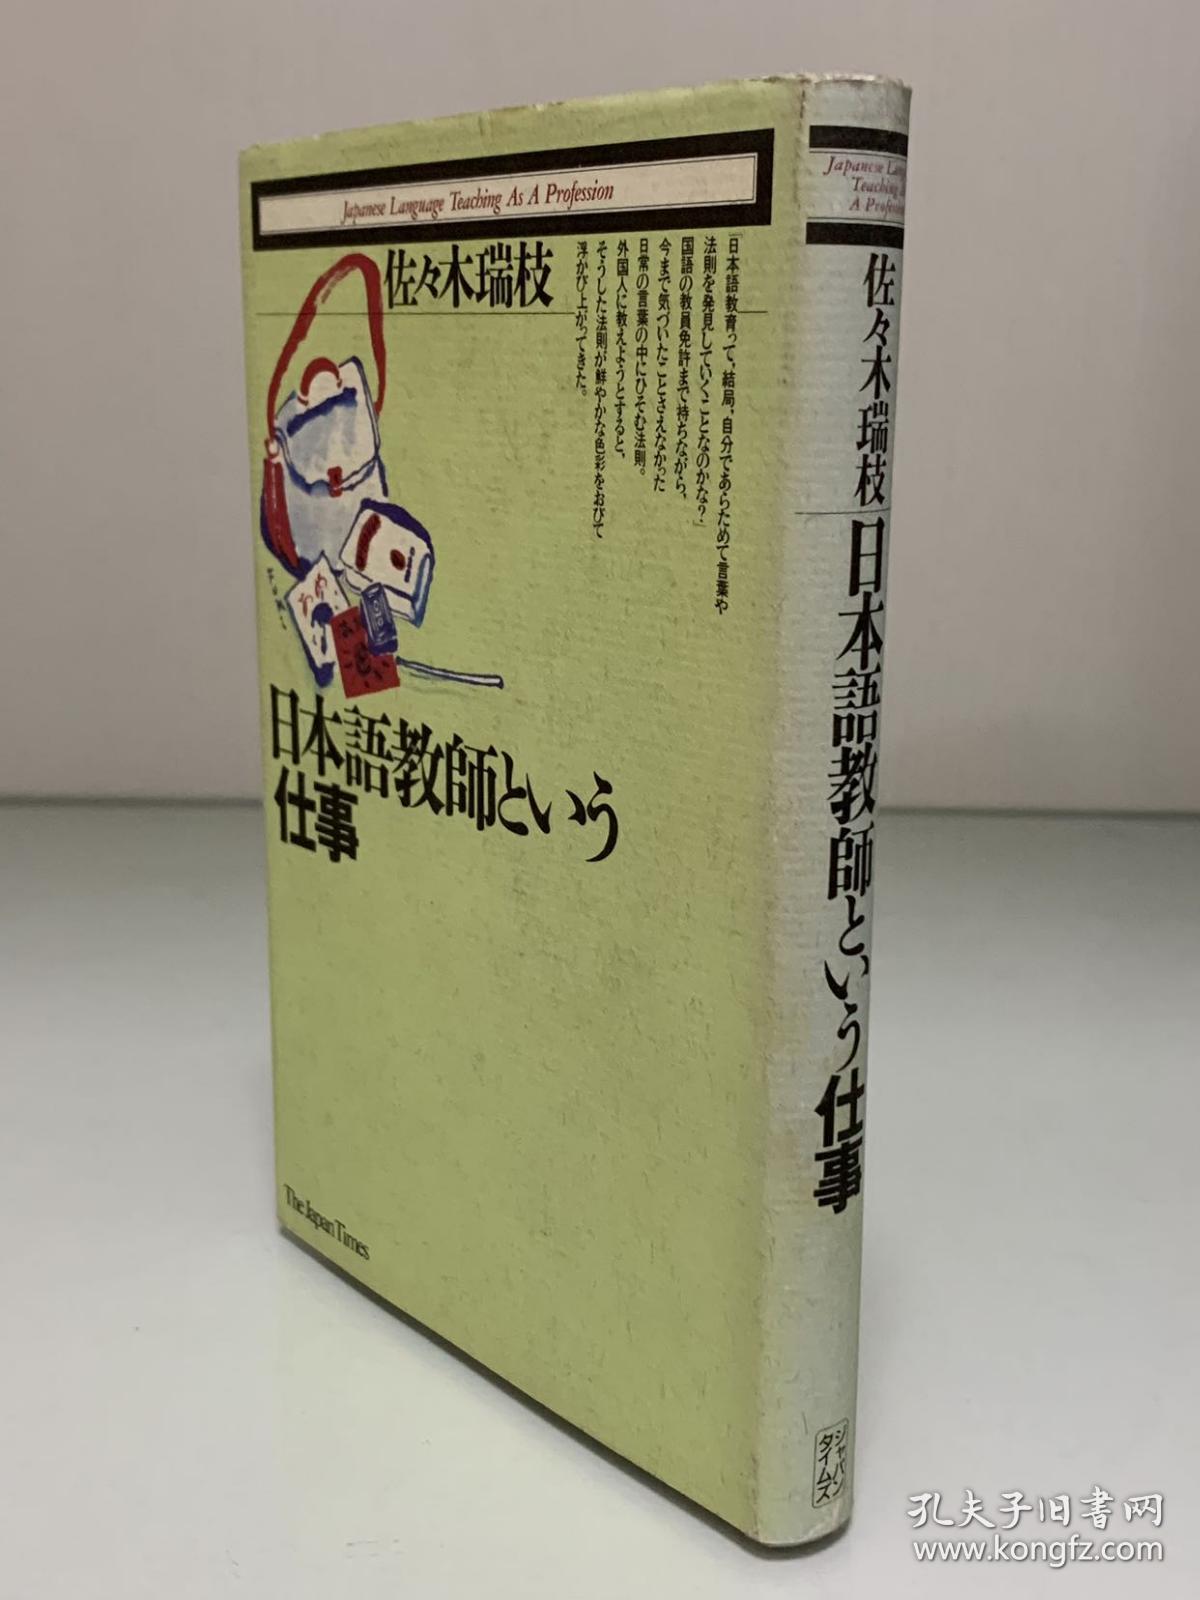 Japanese Language Teaching As A Profession
佐々木瑞枝
「日本語教育って,結局,自分であらためて言葉や
法則を発見していくことなのかな?」
国語の教員免許まで持ちながら,
今まで気づいたことさえなかった
日常の言葉の中にひそむ法則。
外国人に教えようとすると,
そうした法則が鮮やかな色彩をおびて
浮かび上がってきた。
日本語教師という
仕事
The Japan Times
Japanese
Teaching
佐々木瑞枝
日本語教師という仕事
ジャパン
タイムズ
孔夫子旧书网
www.kongfz.com